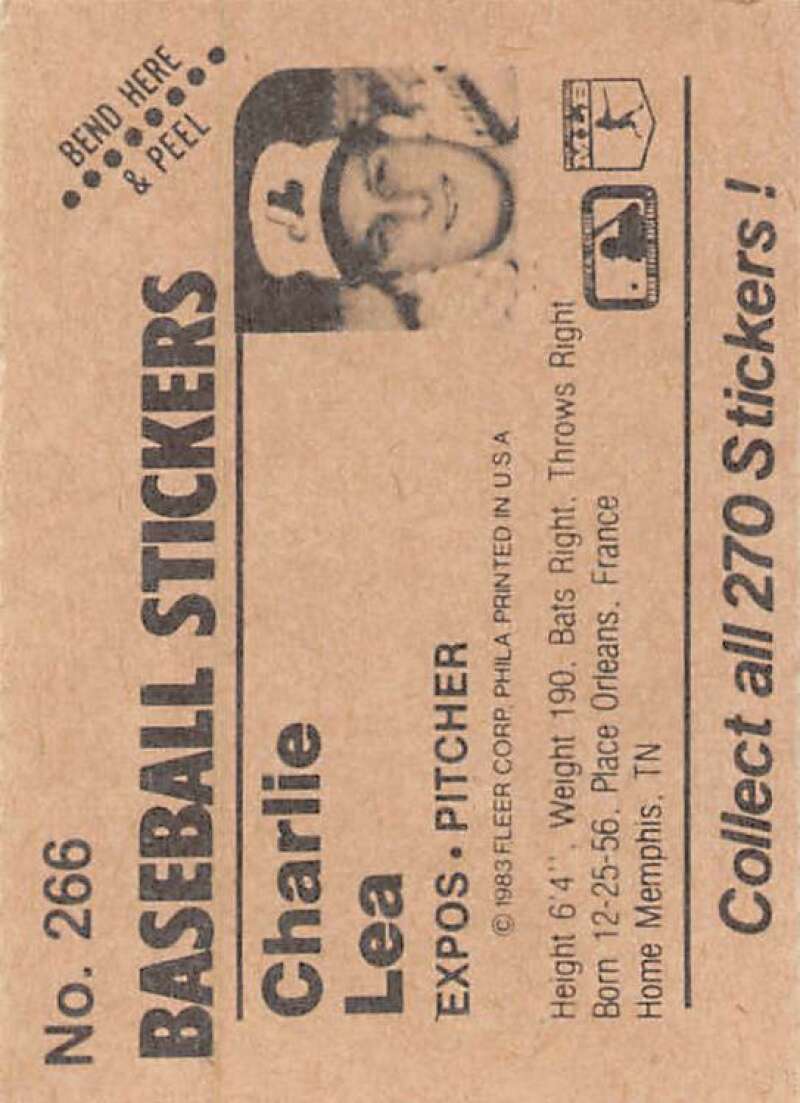 No. 266
BEND HERE
& PEEL
BASEBALL STICKERS
Charlie
Lea
EXPOS • PITCHER
© 1983 FLEER CORP. PHILA PRINTED IN U.S.A
Height 6'4''. Weight 190. Bats Right. Throws Right
Born 12-25-56. Place Orleans, France
Home Memphis, TN
MLB
Collect all 270 Stickers!